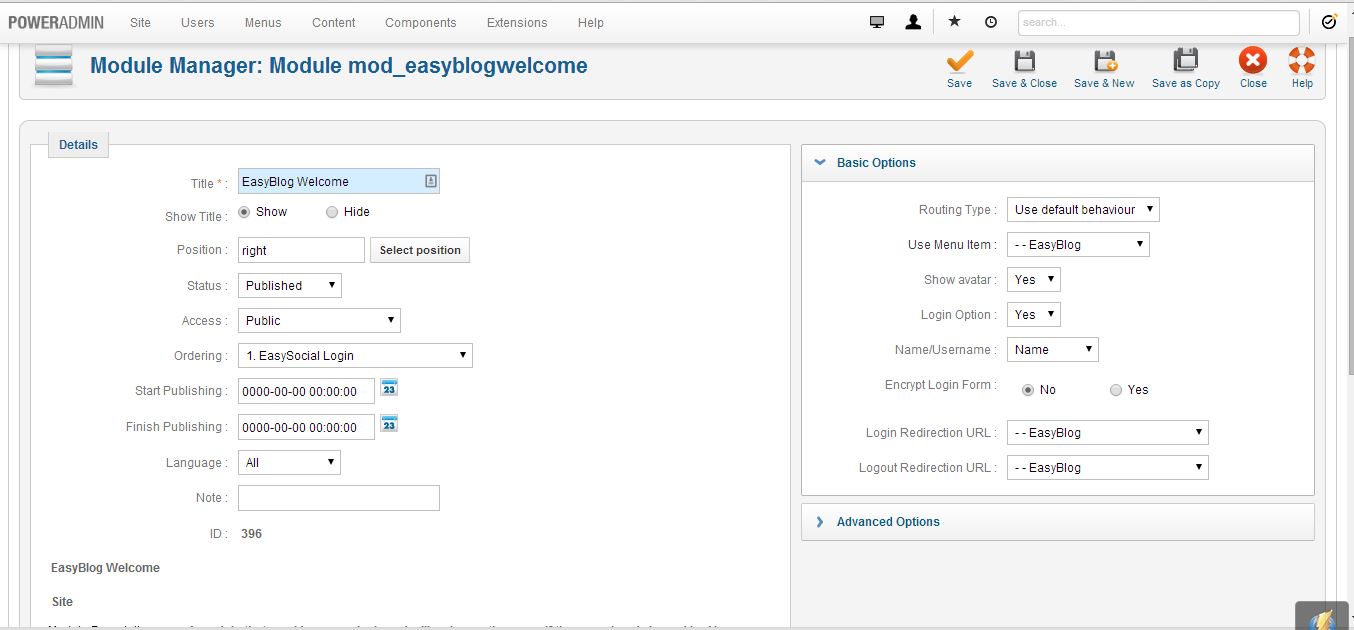 POWERADMIN Site Users Menus Content Components Extensions Help search...
Module Manager: Module mod_easyblogwelcome
Save Save & Close Save & New Save as Copy Close Help
Details
Title * : EasyBlog Welcome
Show Title : Show Hide
Position : right Select position
Status : Published
Access : Public
Ordering : 1. EasySocial Login
Start Publishing : 0000-00-00 00:00:00 23
Finish Publishing : 0000-00-00 00:00:00 23
Language : All
Note :
ID : 396
EasyBlog Welcome
Site
Basic Options
Routing Type : Use default behaviour
Use Menu Item : - - EasyBlog
Show avatar : Yes
Login Option : Yes
Name/Username : Name
Encrypt Login Form : No Yes
Login Redirection URL : - - EasyBlog
Logout Redirection URL : - - EasyBlog
Advanced Options